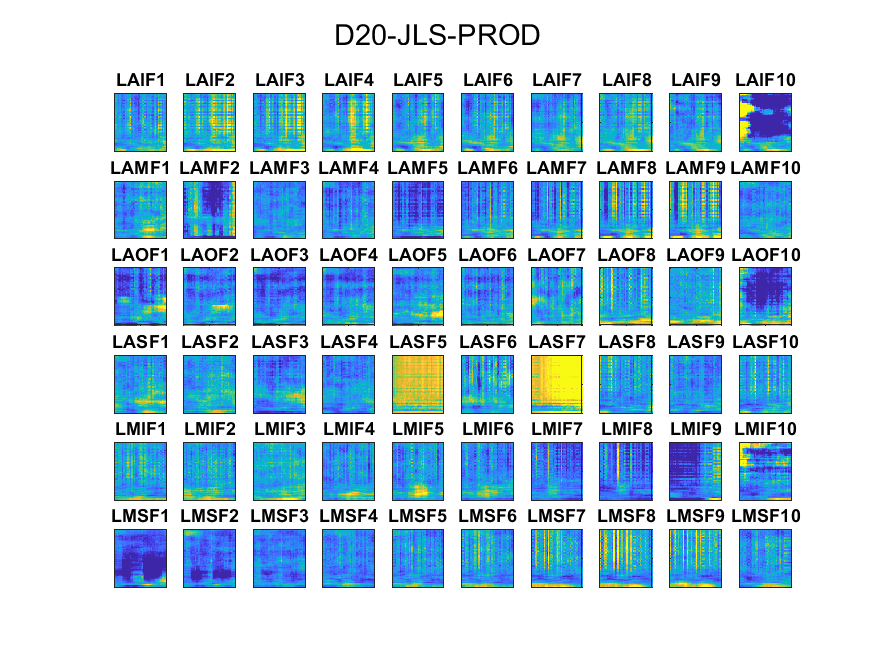 D20-JLS-PROD
LAIF1 LAIF2 LAIF3 LAIF4 LAIF5 LAIF6 LAIF7 LAIF8 LAIF9 LAIF10
LAMF1 LAMF2 LAMF3 LAMF4 LAMF5 LAMF6 LAMF7 LAMF8 LAMF9 LAMF10
LAOF1 LAOF2 LAOF3 LAOF4 LAOF5 LAOF6 LAOF7 LAOF8 LAOF9 LAOF10
LASF1 LASF2 LASF3 LASF4 LASF5 LASF6 LASF7 LASF8 LASF9 LASF10
LMIF1 LMIF2 LMIF3 LMIF4 LMIF5 LMIF6 LMIF7 LMIF8 LMIF9 LMIF10
LMSF1 LMSF2 LMSF3 LMSF4 LMSF5 LMSF6 LMSF7 LMSF8 LMSF9 LMSF10